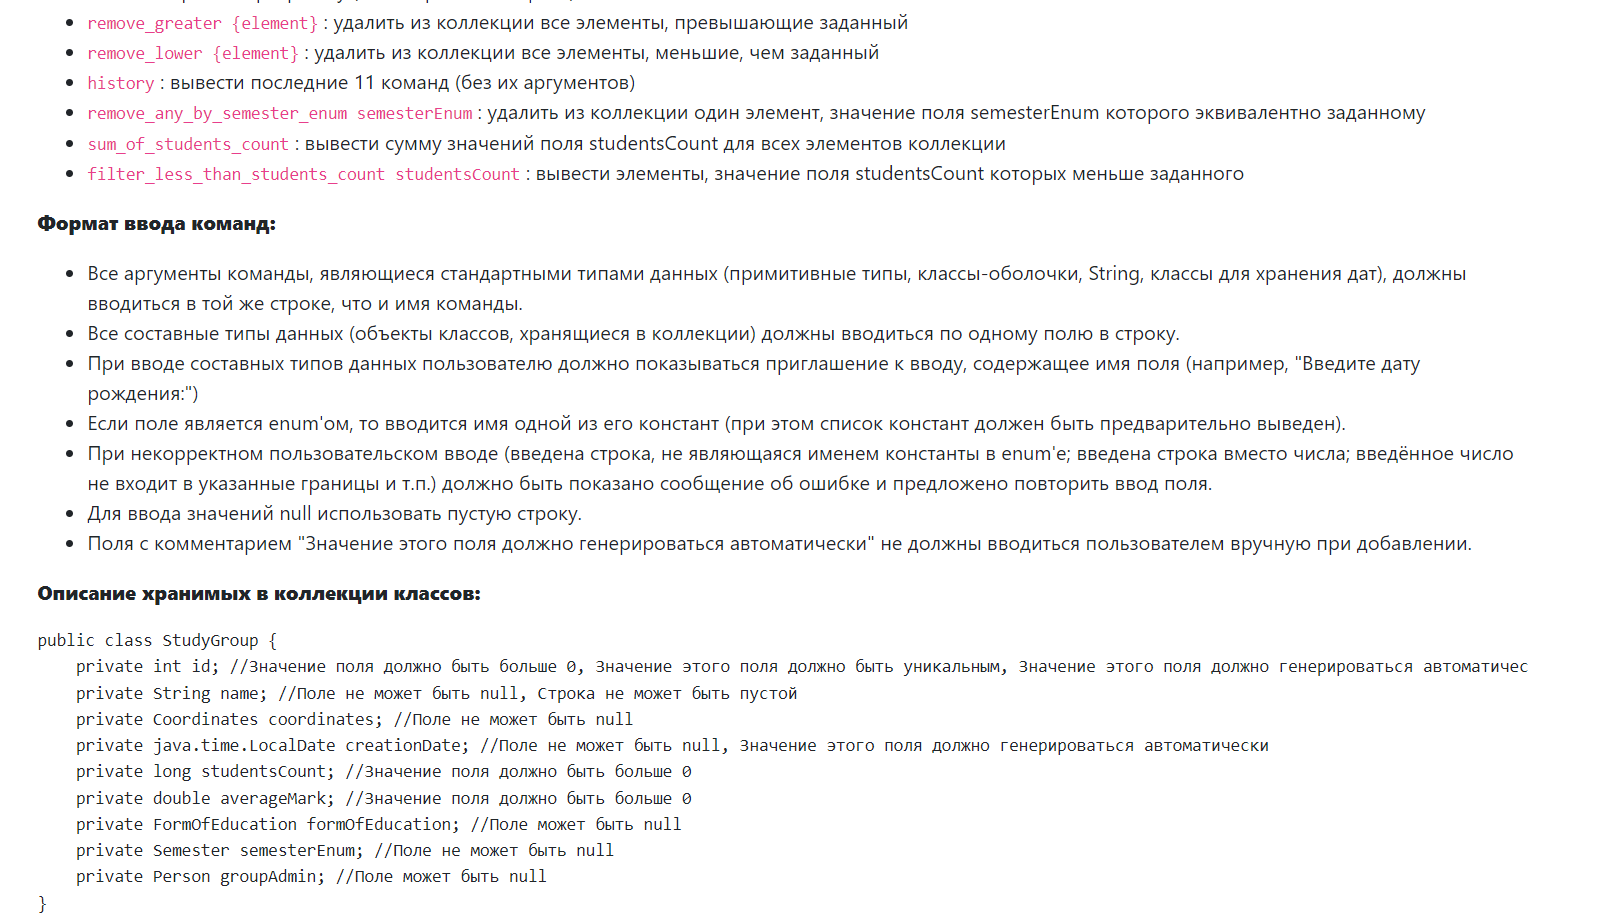 remove_greater {element} : удалить из коллекции все элементы, превышающие заданный
remove_lower {element} : удалить из коллекции все элементы, меньшие, чем заданный
history : вывести последние 11 команд (без их аргументов)
remove_any_by_semester_enum semesterEnum : удалить из коллекции один элемент, значение поля semesterEnum которого эквивалентно заданному
sum_of_students_count : вывести сумму значений поля studentsCount для всех элементов коллекции
filter_less_than_students_count studentsCount : вывести элементы, значение поля studentsCount которых меньше заданного
Формат ввода команд:
Все аргументы команды, являющиеся стандартными типами данных (примитивные типы, классы-оболочки, String, классы для хранения дат), должны
вводиться в той же строке, что и имя команды.
Все составные типы данных (объекты классов, хранящиеся в коллекции) должны вводиться по одному полю в строку.
При вводе составных типов данных пользователю должно показываться приглашение к вводу, содержащее имя поля (например, "Введите дату
рождения:")
Если поле является enum'ом, то вводится имя одной из его констант (при этом список констант должен быть предварительно выведен).
При некорректном пользовательском вводе (введена строка, не являющаяся именем константы в enum'е; введена строка вместо числа; введённое число
не входит в указанные границы и т.п.) должно быть показано сообщение об ошибке и предложено повторить ввод поля.
Для ввода значений null использовать пустую строку.
Поля с комментарием "Значение этого поля должно генерироваться автоматически" не должны вводиться пользователем вручную при добавлении.
Описание хранимых в коллекции классов:
public class StudyGroup {
    private int id; //Значение поля должно быть больше 0, Значение этого поля должно быть уникальным, Значение этого поля должно генерироваться автоматичес
    private String name; //Поле не может быть null, Строка не может быть пустой
    private Coordinates coordinates; //Поле не может быть null
    private java.time.LocalDate creationDate; //Поле не может быть null, Значение этого поля должно генерироваться автоматически
    private long studentsCount; //Значение поля должно быть больше 0
    private double averageMark; //Значение поля должно быть больше 0
    private FormOfEducation formOfEducation; //Поле может быть null
    private Semester semesterEnum; //Поле не может быть null
    private Person groupAdmin; //Поле может быть null
}